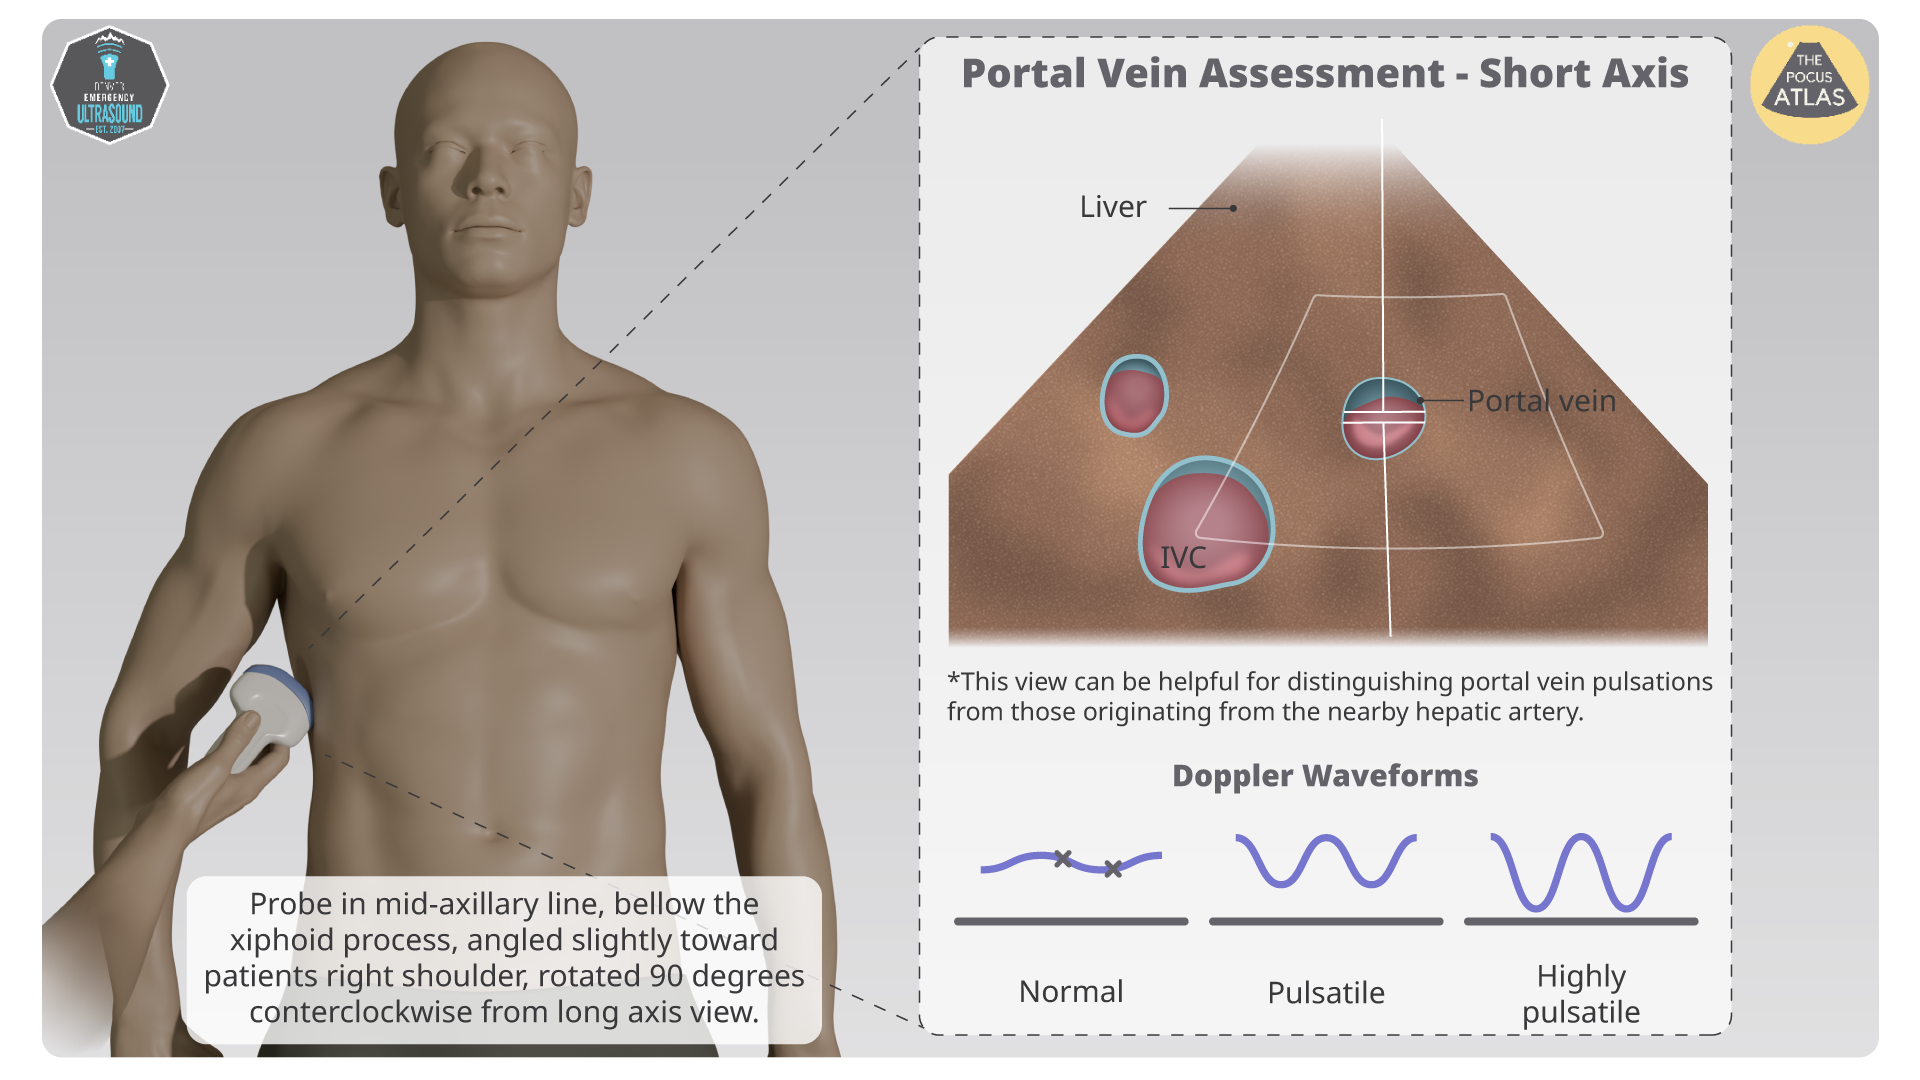 EMERGENCY
ULTRASOUND
EST. 2007
THE
POCUS
ATLAS
Portal Vein Assessment - Short Axis
Liver
Portal vein
IVC
*This view can be helpful for distinguishing portal vein pulsations
from those originating from the nearby hepatic artery.
Doppler Waveforms
Normal
Pulsatile
Highly
pulsatile
Probe in mid-axillary line, bellow the
xiphoid process, angled slightly toward
patients right shoulder, rotated 90 degrees
conterclockwise from long axis view.